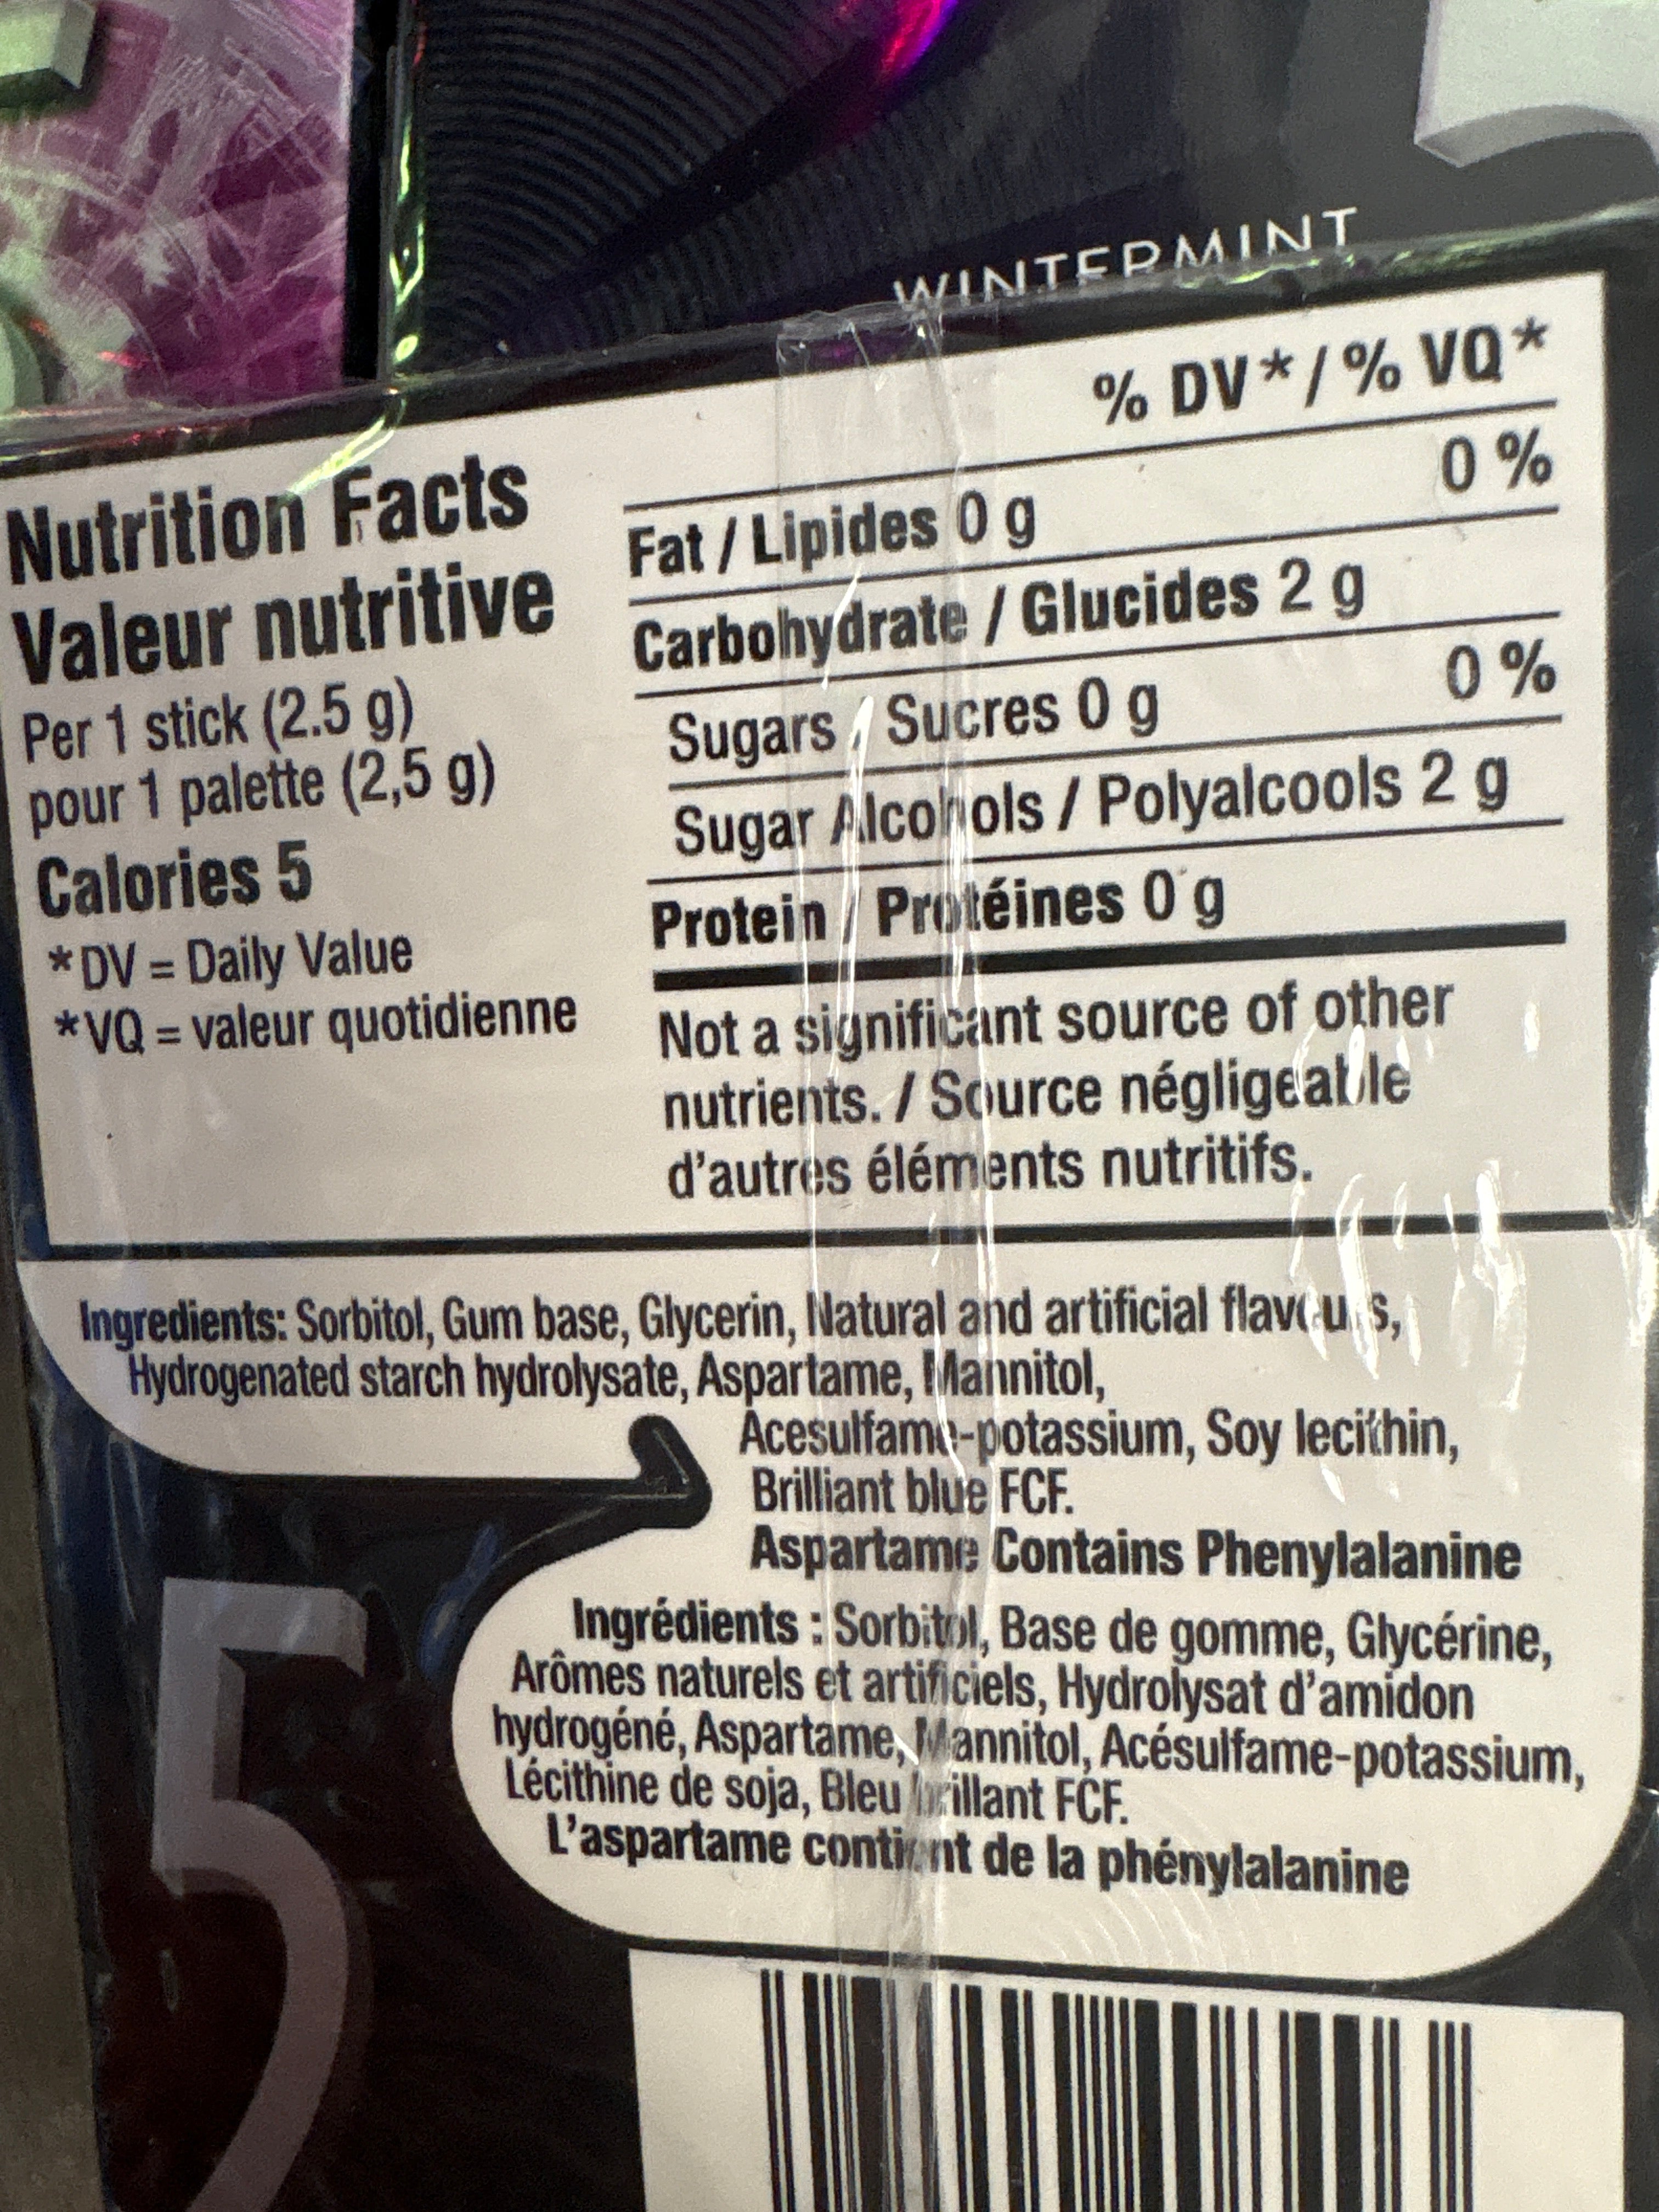 WINTERMINT
% DV* / % VQ*
Nutrition Facts
Valeur nutritive
Per 1 stick (2.5 g)
pour 1 palette (2,5 g)
Calories 5
*DV = Daily Value
*VQ = valeur quotidienne
Fat / Lipides 0 g 0 %
Carbohydrate / Glucides 2 g
Sugars / Sucres 0 g 0 %
Sugar Alcohols / Polyalcools 2 g
Protein / Protéines 0 g
Not a significant source of other
nutrients. / Source négligeable
d'autres éléments nutritifs.
Ingredients: Sorbitol, Gum base, Glycerin, Natural and artificial flavours,
Hydrogenated starch hydrolysate, Aspartame, Mannitol,
Acesulfame-potassium, Soy lecithin,
Brilliant blue FCF.
Aspartame Contains Phenylalanine
Ingrédients : Sorbitol, Base de gomme, Glycérine,
Arômes naturels et artificiels, Hydrolysat d'amidon
hydrogéné, Aspartame, Mannitol, Acésulfame-potassium,
Lécithine de soja, Bleu brillant FCF.
L'aspartame contient de la phénylalanine
5